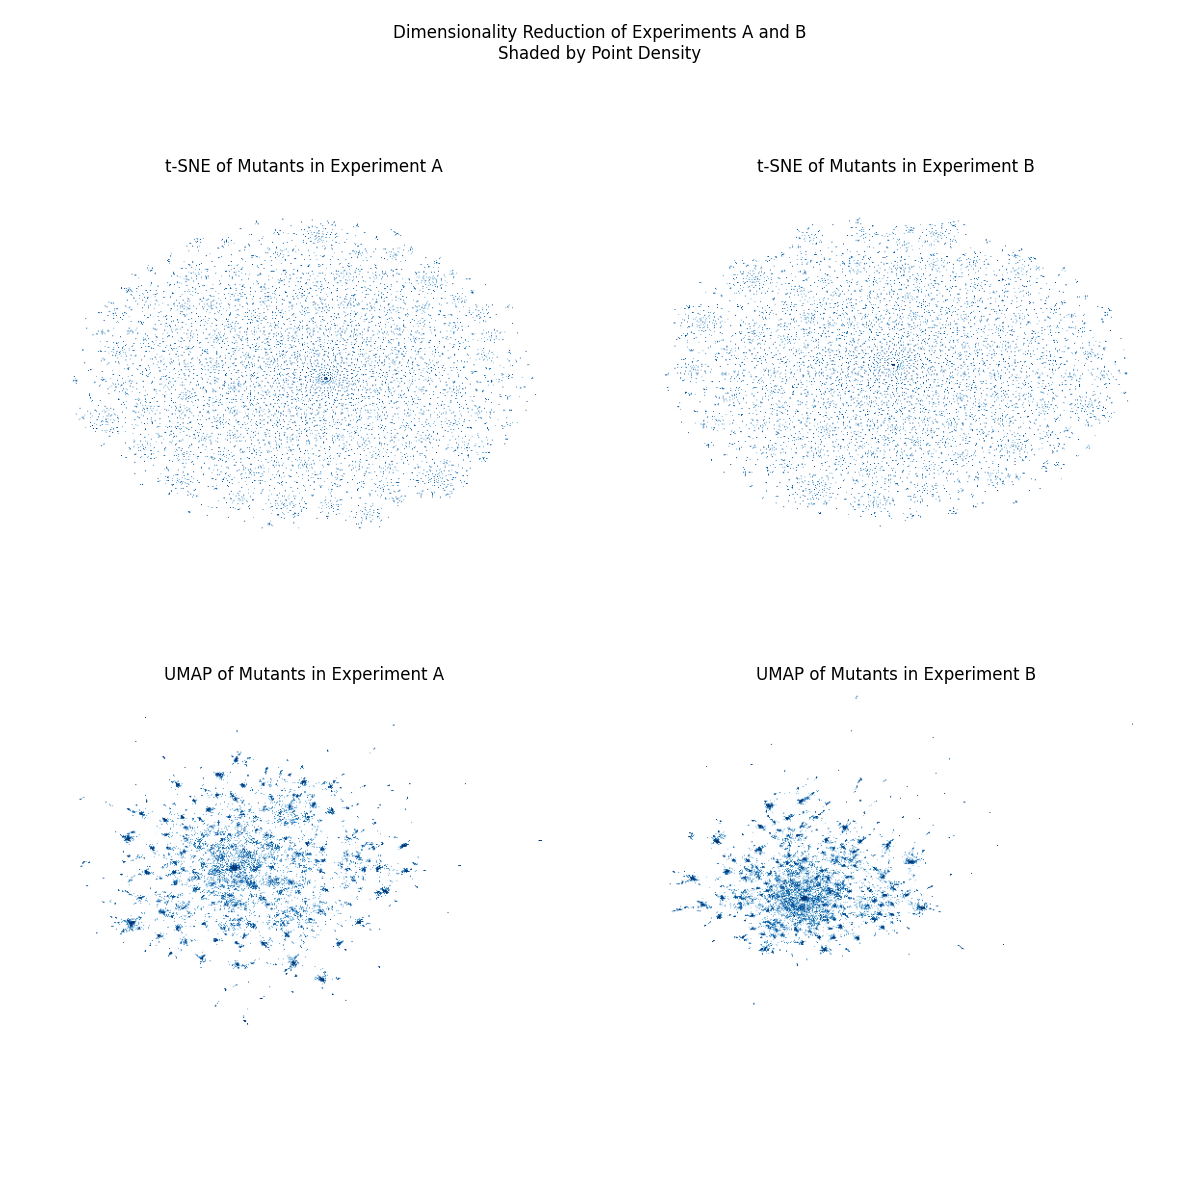 Dimensionality Reduction of Experiments A and B
Shaded by Point Density
t-SNE of Mutants in Experiment A
t-SNE of Mutants in Experiment B
UMAP of Mutants in Experiment A
UMAP of Mutants in Experiment B